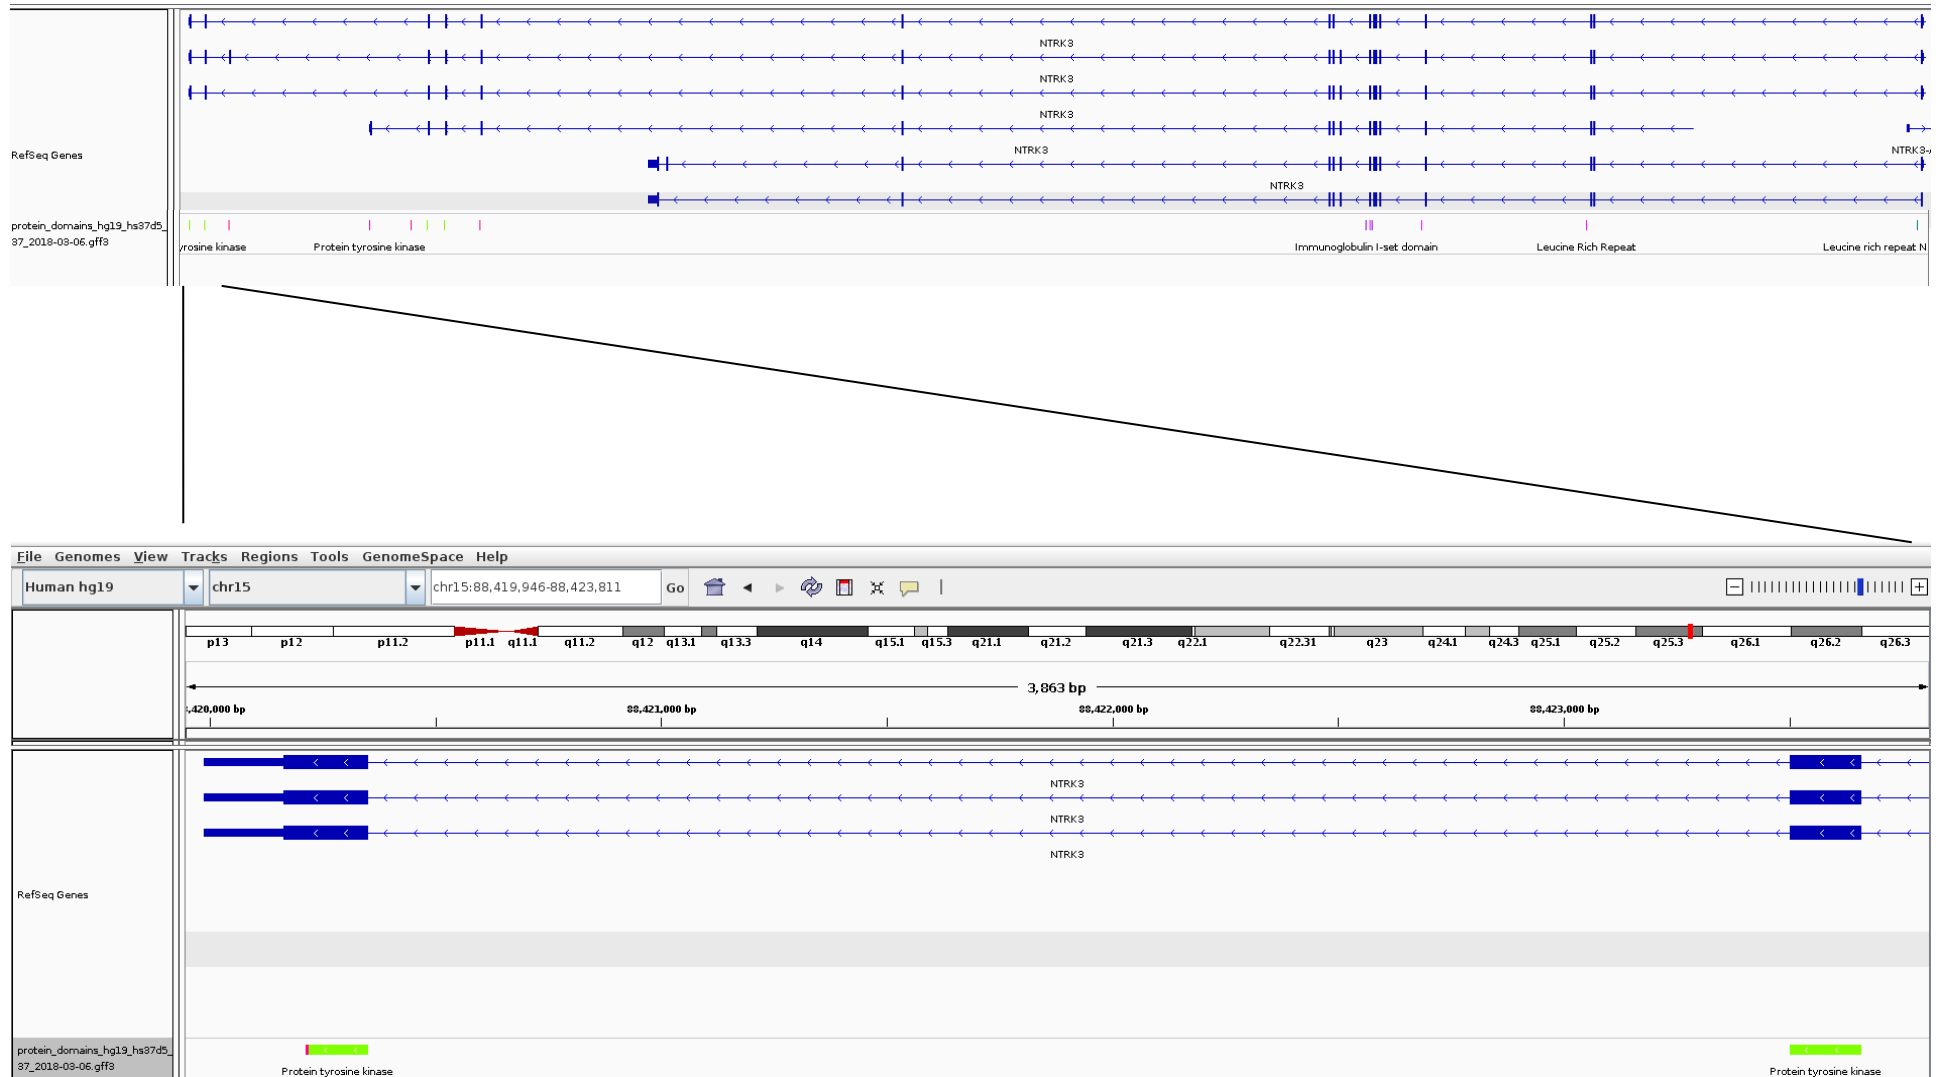 NTRK3
NTRK3
NTRK3
NTRK3
NTRK3-
NTRK3
RefSeq Genes
protein_domains_hg19_hs37d5_
37_2018-03-06.gff3
yrosine kinase
Protein tyrosine kinase
Immunoglobulin I-set domain
Leucine Rich Repeat
Leucine rich repeat N
File Genomes View Tracks Regions Tools GenomeSpace Help
Human hg19
chr15
chr15:88,419,946-88,423,811
Go
p13 p12 p11.2 p11.1 q11.1 q11.2 q12 q13.1 q13.3 q14 q15.1 q15.3 q21.1 q21.2 q21.3 q22.1 q22.31 q23 q24.1 q24.3 q25.1 q25.2 q25.3 q26.1 q26.2 q26.3
3,863 bp
,420,000 bp 88,421,000 bp 88,422,000 bp 88,423,000 bp
NTRK3
NTRK3
NTRK3
RefSeq Genes
protein_domains_hg19_hs37d5_
37_2018-03-06.gff3
Protein tyrosine kinase
Protein tyrosine kinase